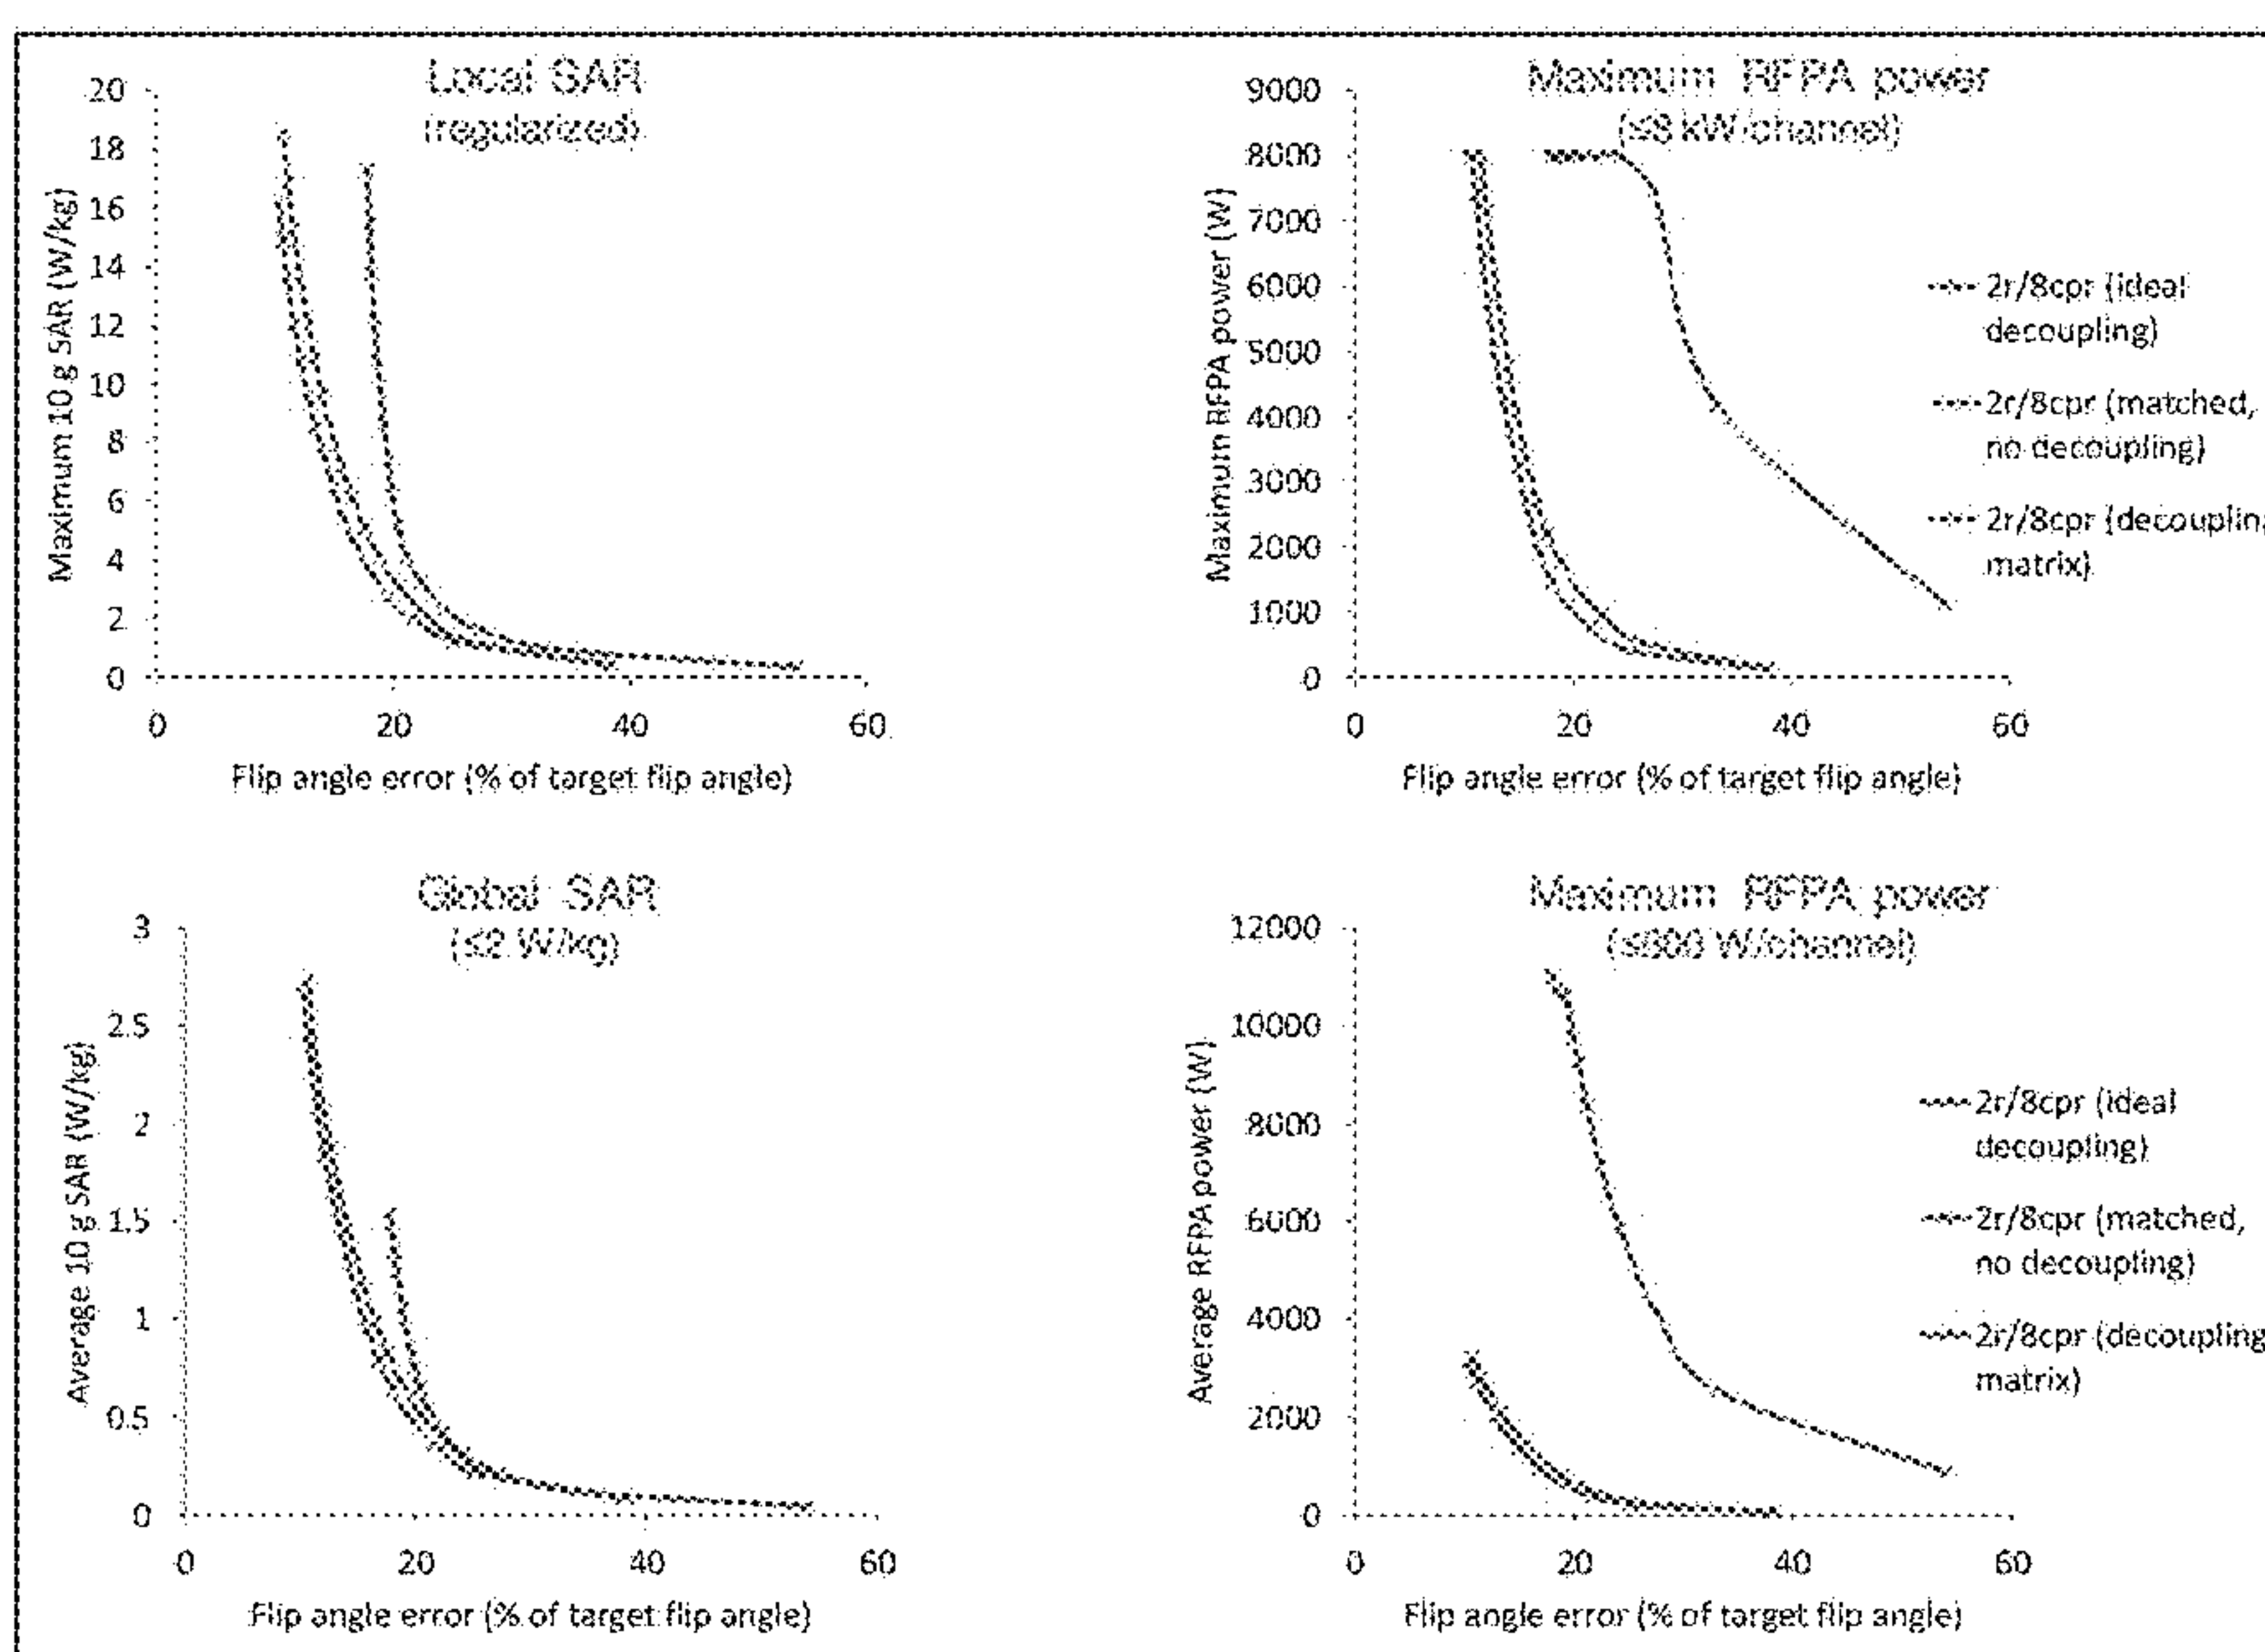 Local SAR
(regularized)
Maximum 10 g SAR (W/kg)
20
18
16
14
12
10
8
6
4
2
0
0 20 40 60
Flip angle error (% of target flip angle)
Maximum RFPA power
(≤8 kW/channel)
Maximum RFPA power (W)
9000
8000
7000
6000
5000
4000
3000
2000
1000
0
0 20 40 60
Flip angle error (% of target flip angle)
2r/8cpr (ideal
decoupling)
2r/8cpr (matched,
no decoupling)
2r/8cpr (decoupling
matrix)
Global SAR
(≤2 W/kg)
Average 10 g SAR (W/kg)
3
2.5
2
1.5
1
0.5
0
0 20 40 60
Flip angle error (% of target flip angle)
Maximum RFPA power
W/channel)
Average RFPA power (W)
12000
10000
8000
6000
4000
2000
0
0 20 40 60
Flip angle error (% of target flip angle)
2r/8cpr (ideal
decoupling)
2r/8cpr (matched,
no decoupling)
2r/8cpr (decoupling
matrix)